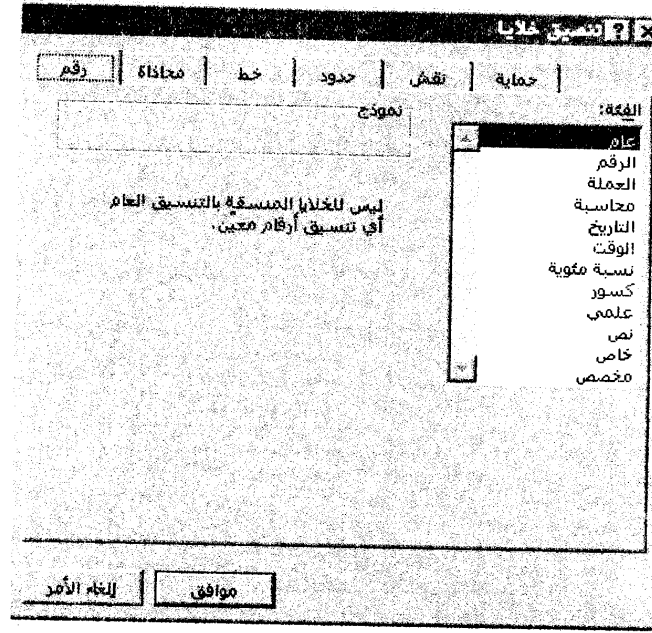 تنسيق خلايا
رقم محاذاة خط حدود نقش حماية
الفئة:
نموذج
عام
الرقم
العملة
محاسبة
التاريخ
الوقت
نسبة مئوية
كسور
علمي
نص
خاص
مخصص
ليس للخلايا المنسقة بالتنسيق العام
أي تنسيق أرقام معيّن.
موافق
إلغاء الأمر